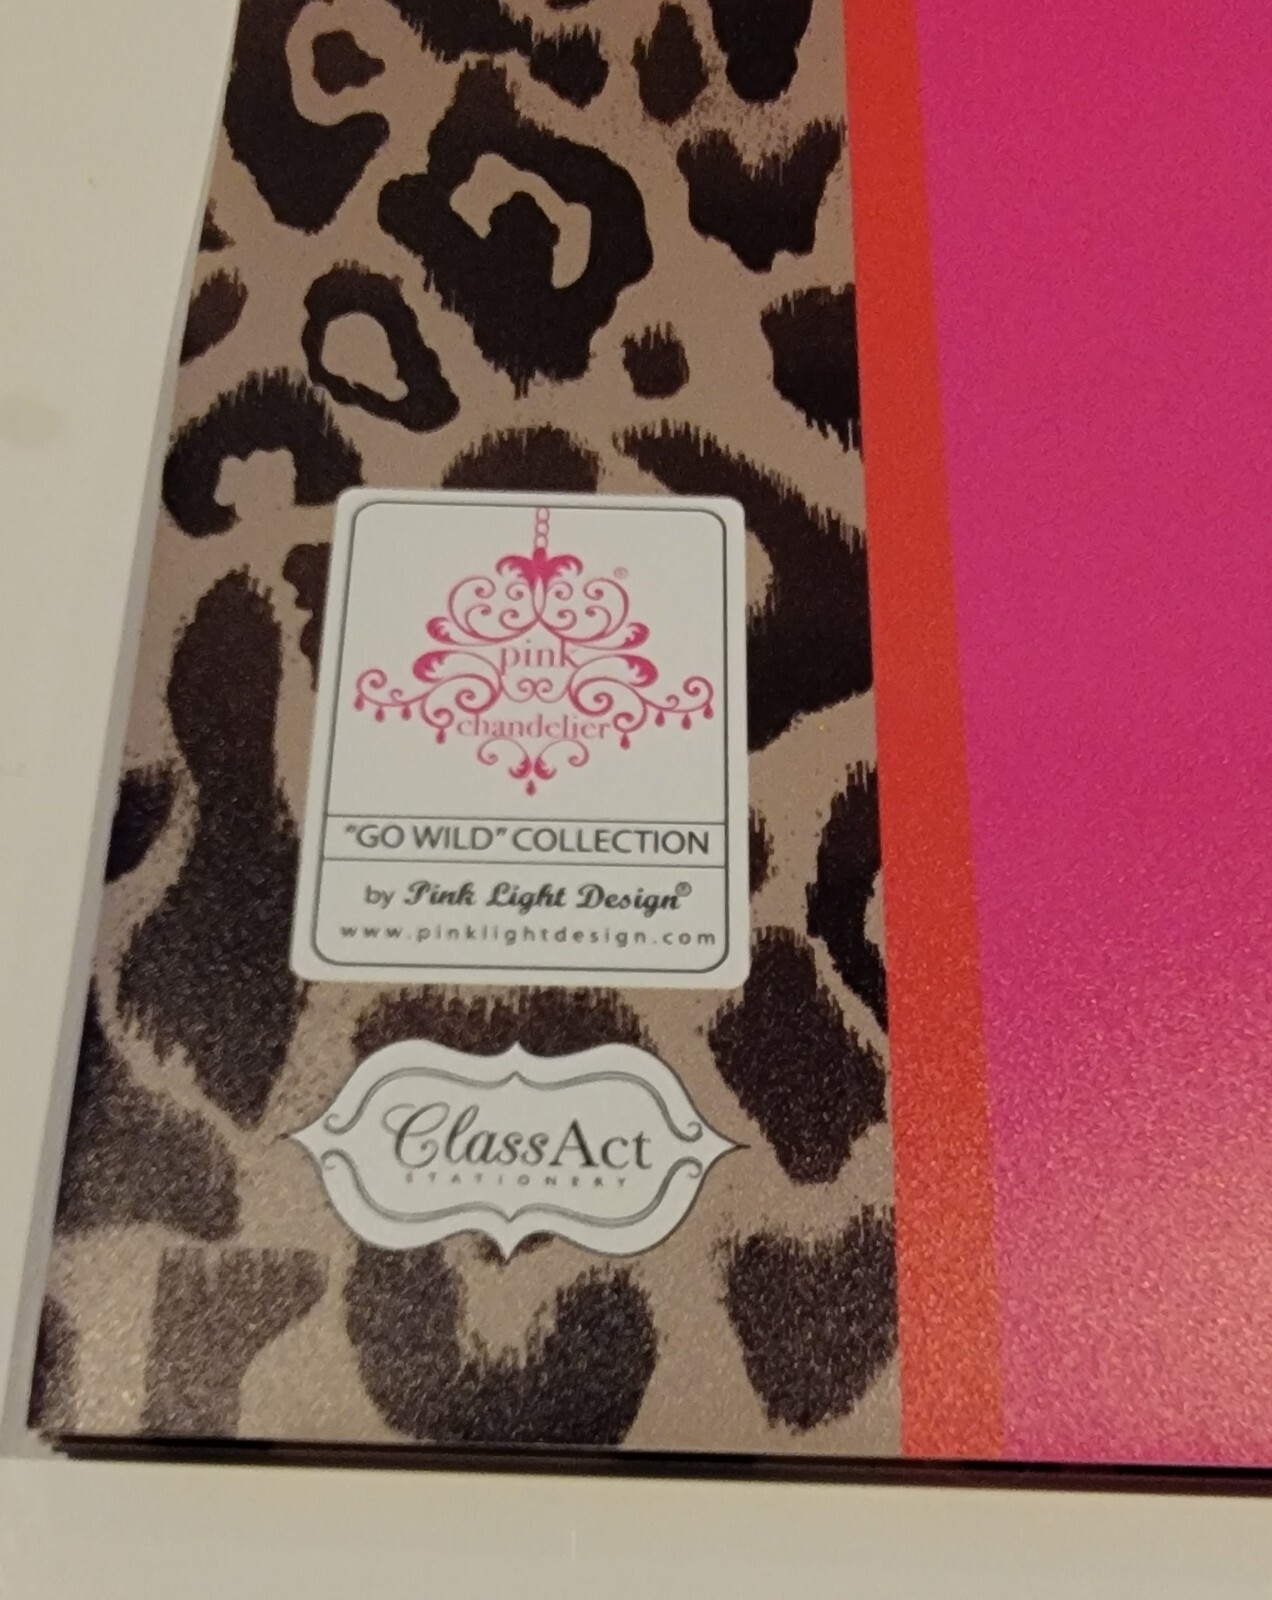 ®
pink
chandelier
"GO WILD" COLLECTION
by Pink Light Design®
www.pinklightdesign.com
ClassAct
STATIONERY